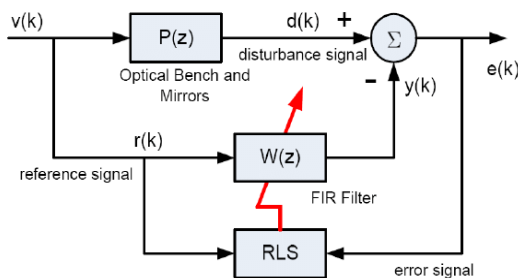 v(k)
P(z)
d(k)
+
Σ
disturbance signal
e(k)
Optical Bench and
Mirrors
-
y(k)
r(k)
W(z)
reference signal
FIR Filter
RLS
error signal